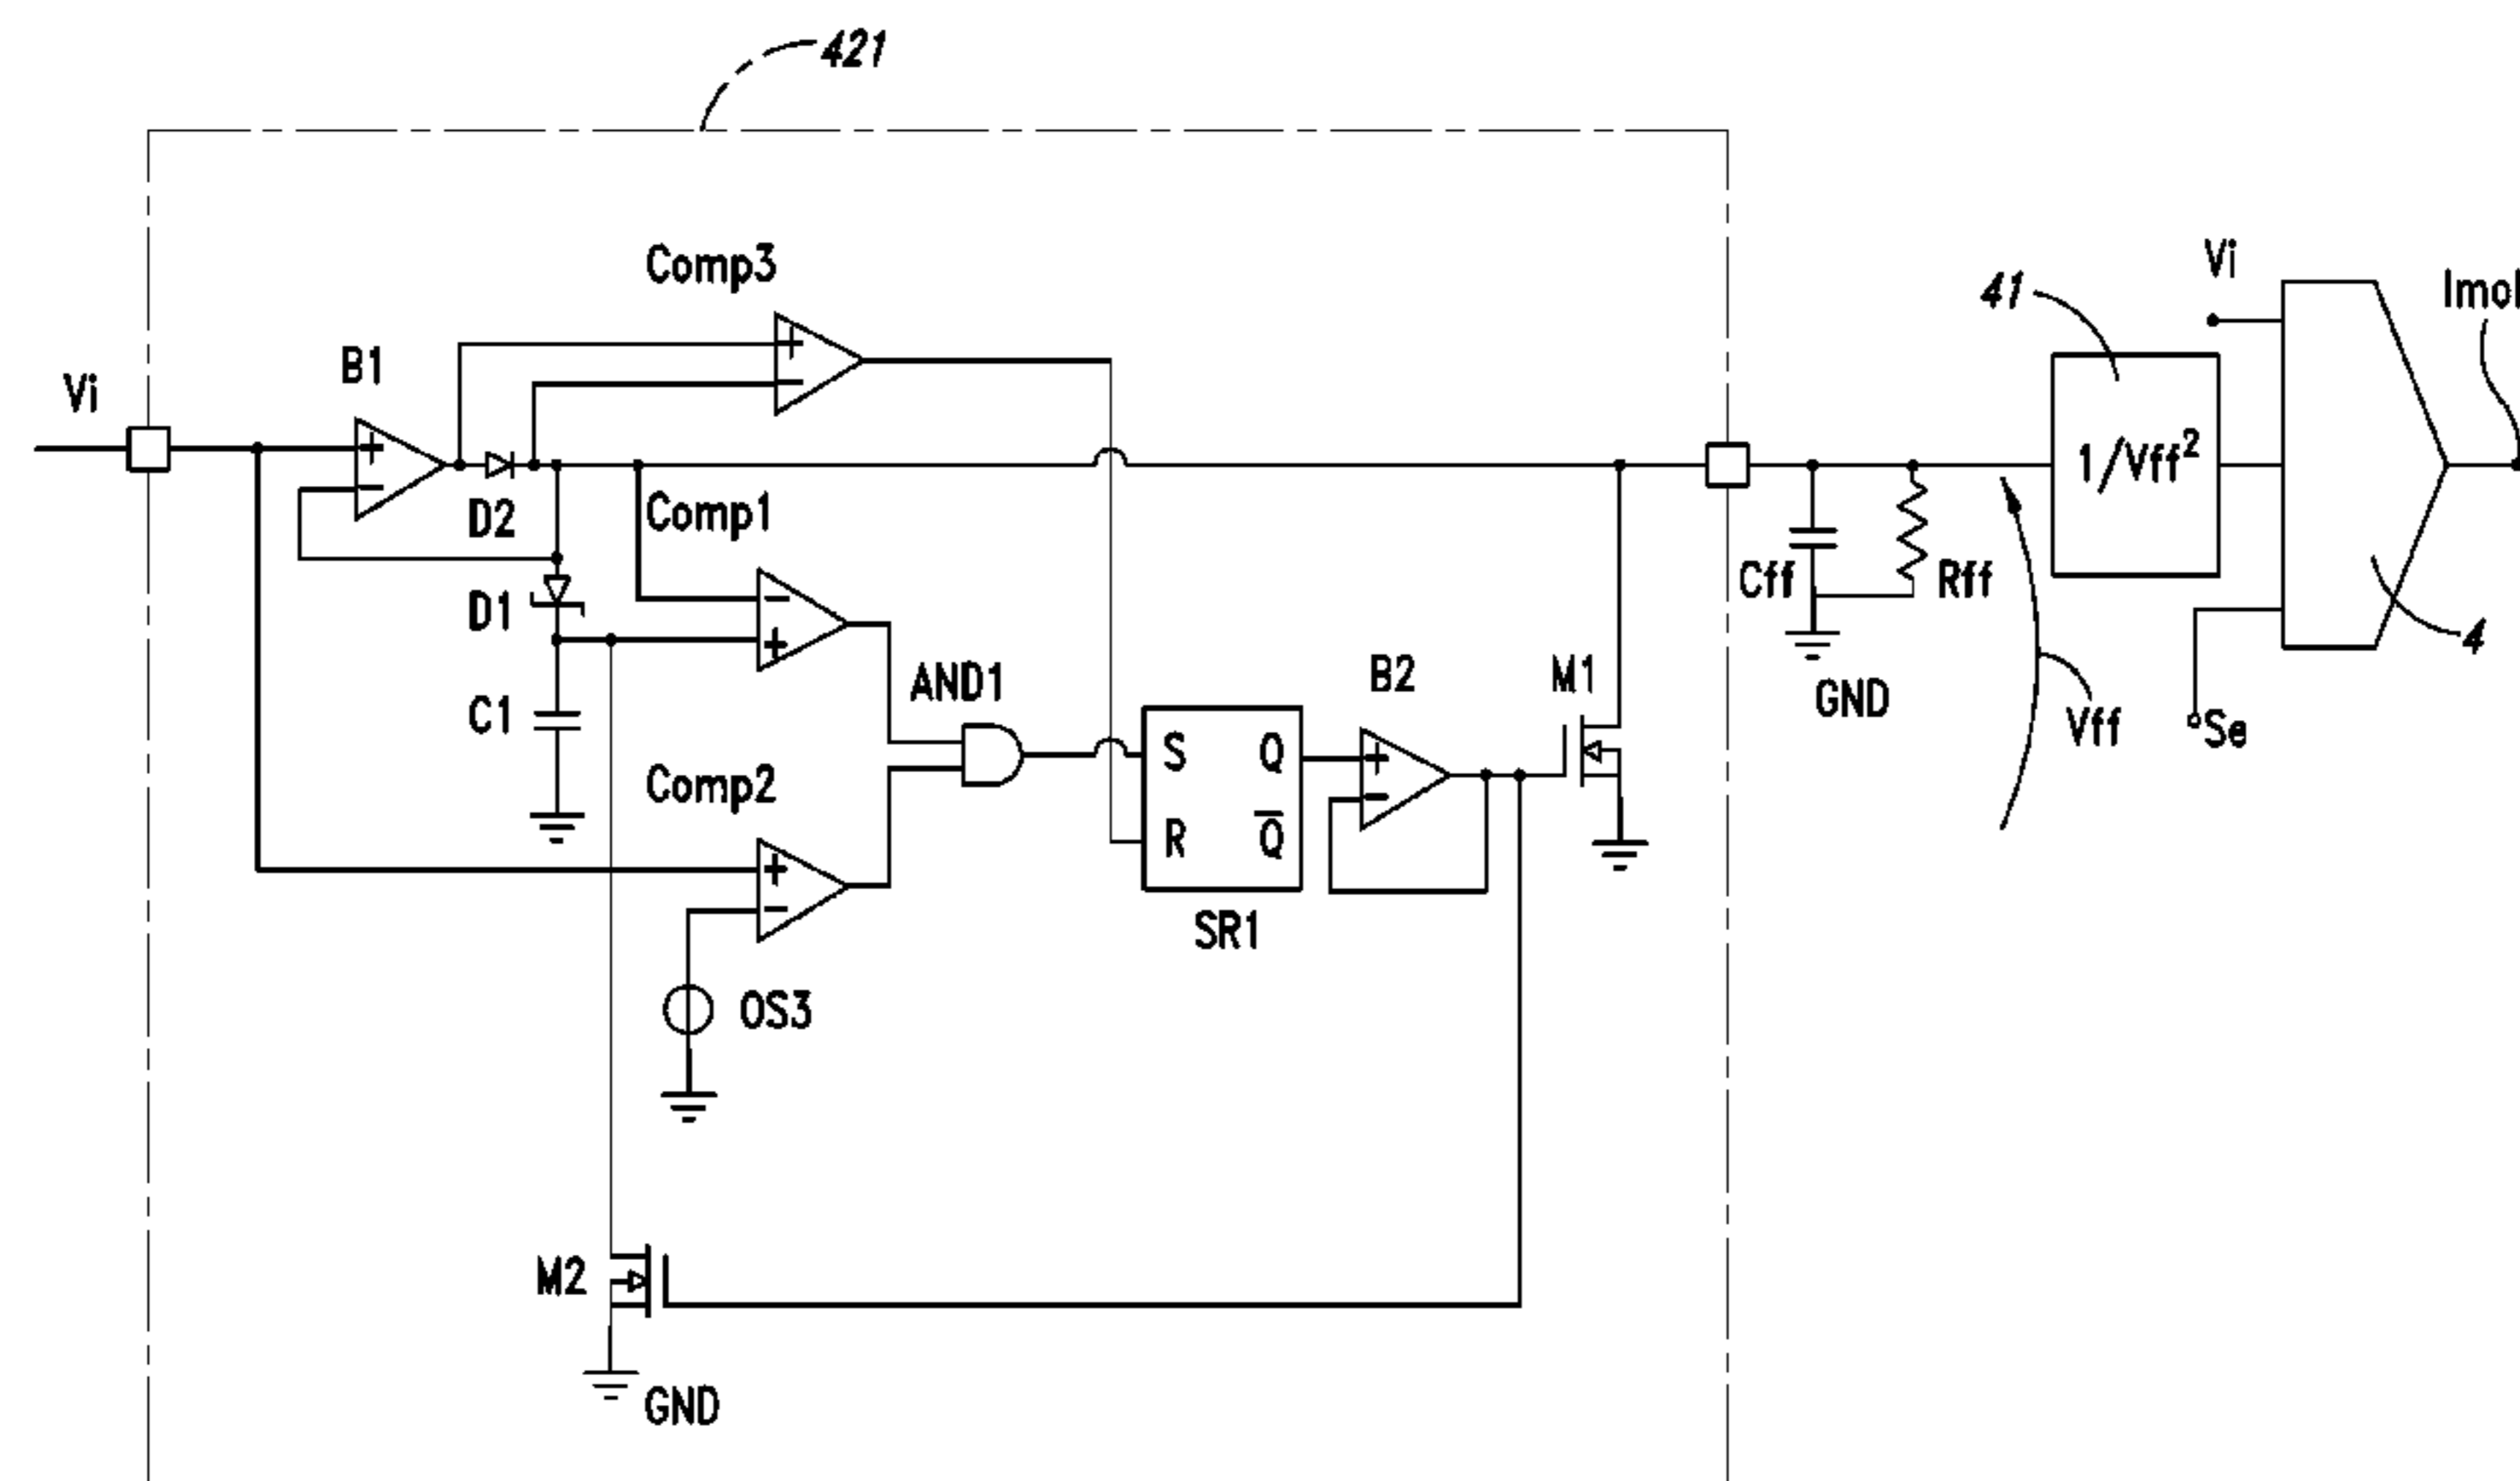 421
Comp3
Vi
41
Imol
B1
Vi
+
−
+
−
1/Vff²
D2
Comp1
Cff
Rff
D1
−
+
4
AND1
B2
M1
C1
GND
Vff
Se
S
Q
+
−
Comp2
R
Q̅
+
−
SR1
OS3
M2
GND